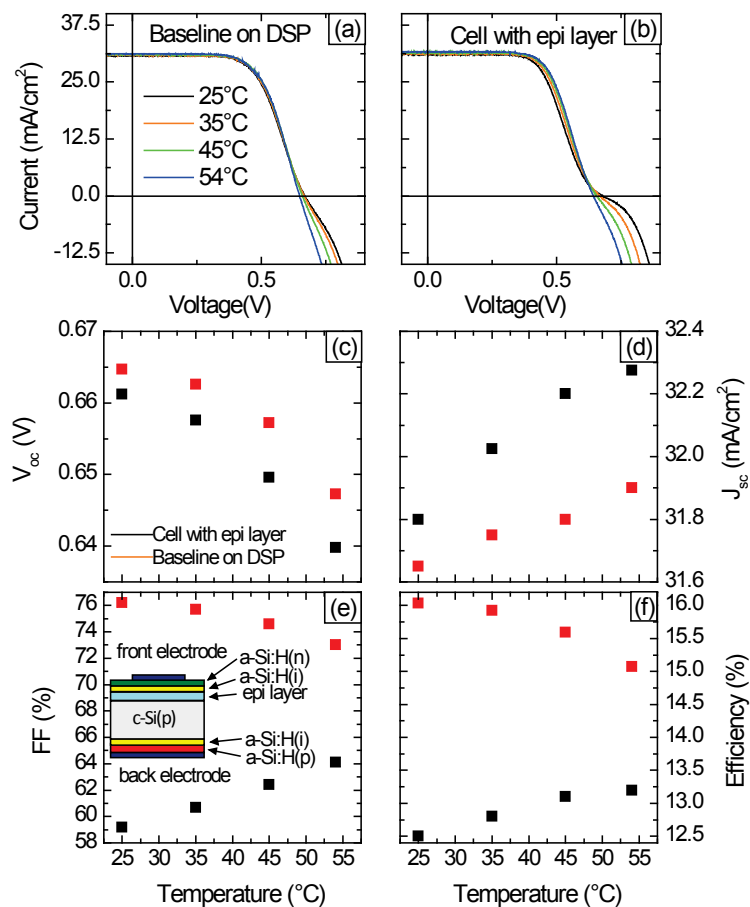 Baseline on DSP
(a)
Cell with epi layer
(b)
37.5
25.0
12.5
0.0
-12.5
Current (mA/cm²)
25°C
35°C
45°C
54°C
0.0
0.5
Voltage(V)
0.0
0.5
Voltage(V)
(c)
0.67
0.66
0.65
0.64
V_oc (V)
Cell with epi layer
Baseline on DSP
(d)
32.4
32.2
32.0
31.8
31.6
J_sc (mA/cm²)
(e)
76
74
72
70
68
66
64
62
60
58
FF (%)
front electrode
a-Si:H(n)
a-Si:H(i)
epi layer
c-Si(p)
a-Si:H(i)
a-Si:H(p)
back electrode
25 30 35 40 45 50 55
Temperature (°C)
(f)
16.0
15.5
15.0
14.5
14.0
13.5
13.0
12.5
Efficiency (%)
25 30 35 40 45 50 55
Temperature (°C)